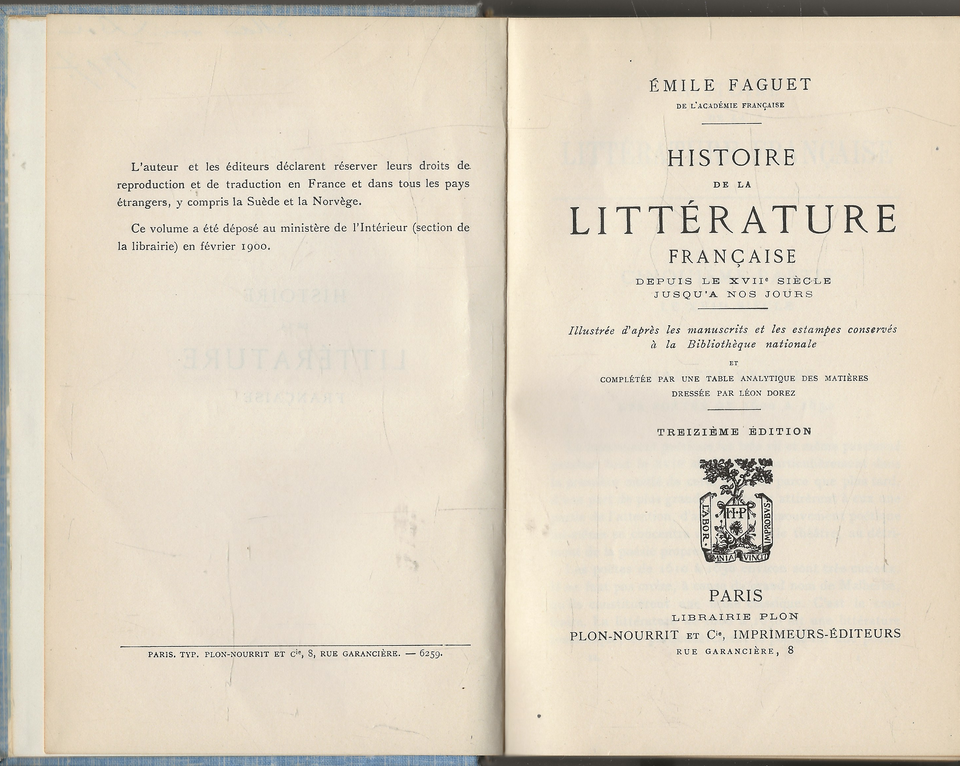 L'auteur et les éditeurs déclarent réserver leurs droits de
reproduction et de traduction en France et dans tous les pays
étrangers, y compris la Suède et la Norvège.
Ce volume a été déposé au ministère de l'Intérieur (section de
la librairie) en février 1900.
PARIS. TYP. PLON-NOURRIT ET Cie, 8, RUE GARANCIÈRE. — 6259.
ÉMILE FAGUET
DE L'ACADÉMIE FRANÇAISE
HISTOIRE
DE LA
LITTÉRATURE
FRANÇAISE
DEPUIS LE XVIIe SIÈCLE
JUSQU'A NOS JOURS
Illustrée d'après les manuscrits et les estampes conservés
à la Bibliothèque nationale
ET
COMPLÉTÉE PAR UNE TABLE ANALYTIQUE DES MATIÈRES
DRESSÉE PAR LÉON DOREZ
TREIZIÈME ÉDITION
LABOR
H P
IMPROBVS
OMNIA VINCIT
PARIS
LIBRAIRIE PLON
PLON-NOURRIT ET Cie, IMPRIMEURS-ÉDITEURS
RUE GARANCIÈRE, 8